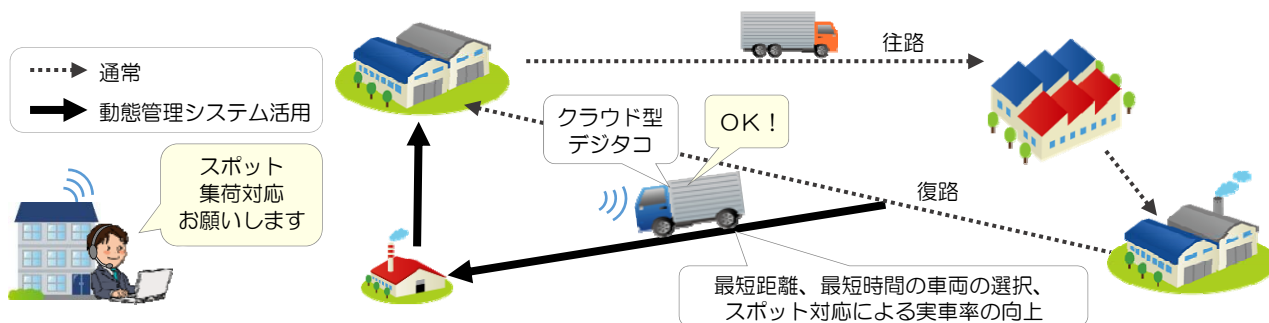 往路
通常
動態管理システム活用
クラウド型
デジタコ
OK！
スポット
集荷対応
お願いします
復路
最短距離、最短時間の車両の選択、
スポット対応による実車率の向上